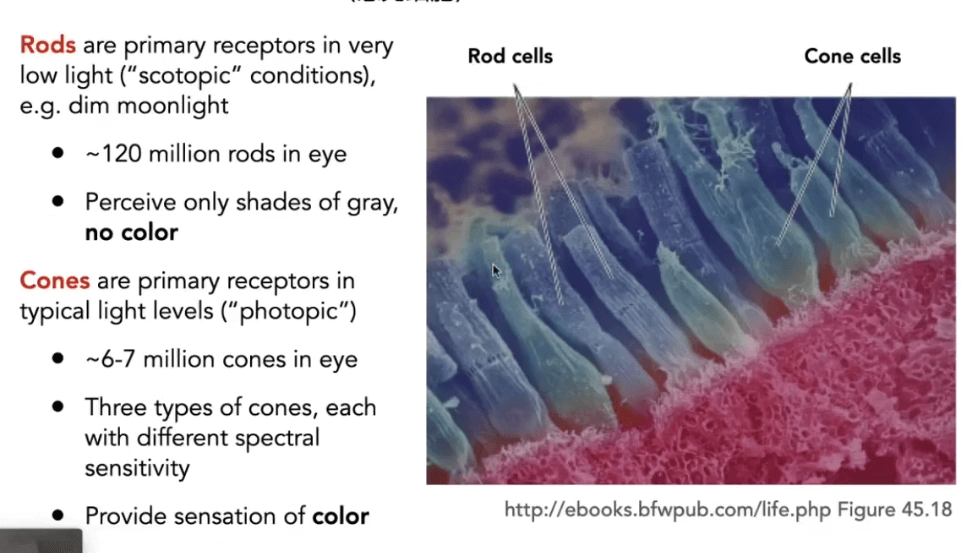 Rods are primary receptors in very
low light (“scotopic” conditions),
e.g. dim moonlight
● ~120 million rods in eye
● Perceive only shades of gray,
no color
Cones are primary receptors in
typical light levels (“photopic”)
● ~6-7 million cones in eye
● Three types of cones, each
with different spectral
sensitivity
● Provide sensation of color
Rod cells
Cone cells
http://ebooks.bfwpub.com/life.php Figure 45.18